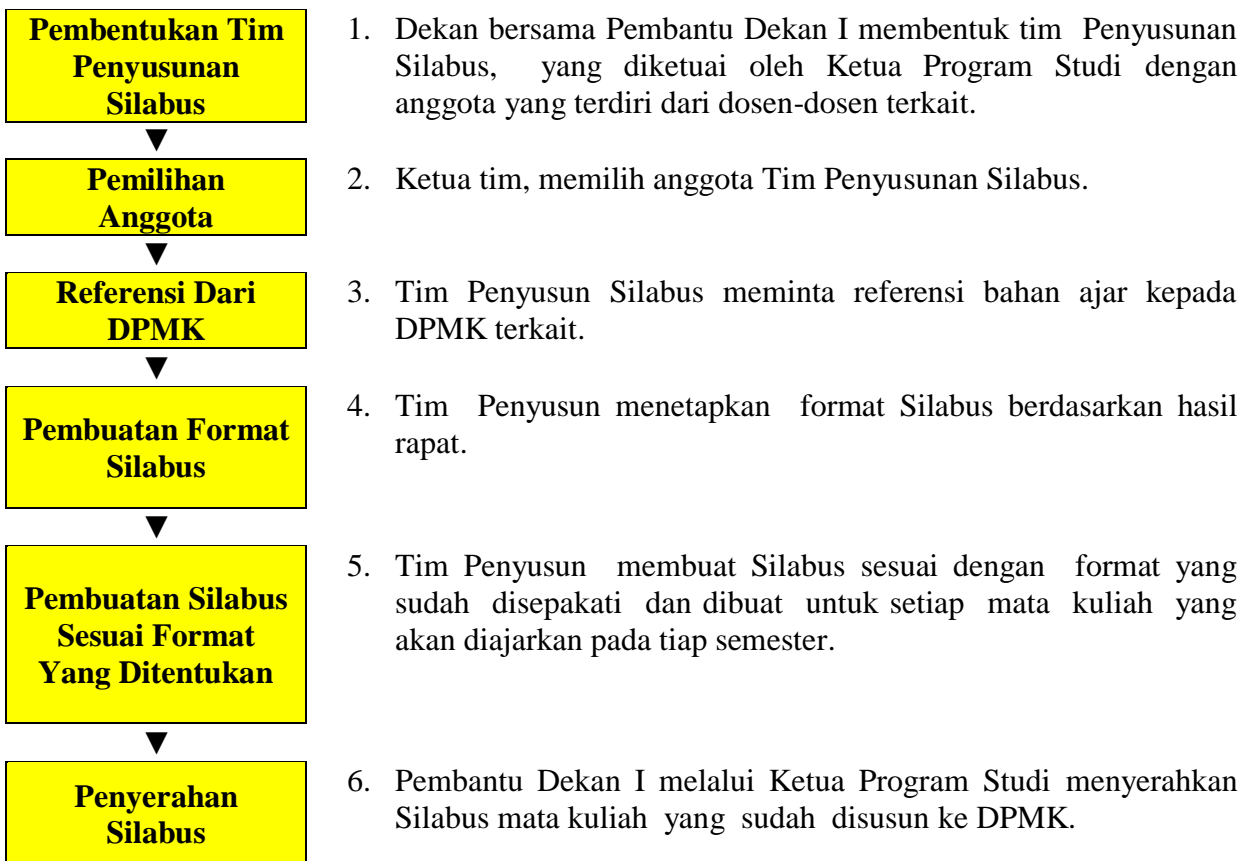 Pembentukan Tim
Penyusunan
Silabus
1. Dekan bersama Pembantu Dekan I membentuk tim Penyusunan
Silabus, yang diketuai oleh Ketua Program Studi dengan
anggota yang terdiri dari dosen-dosen terkait.
▼
Pemilihan
Anggota
2. Ketua tim, memilih anggota Tim Penyusunan Silabus.
▼
Referensi Dari
DPMK
3. Tim Penyusun Silabus meminta referensi bahan ajar kepada
DPMK terkait.
▼
Pembuatan Format
Silabus
4. Tim Penyusun menetapkan format Silabus berdasarkan hasil
rapat.
▼
Pembuatan Silabus
Sesuai Format
Yang Ditentukan
5. Tim Penyusun membuat Silabus sesuai dengan format yang
sudah disepakati dan dibuat untuk setiap mata kuliah yang
akan diajarkan pada tiap semester.
▼
Penyerahan
Silabus
6. Pembantu Dekan I melalui Ketua Program Studi menyerahkan
Silabus mata kuliah yang sudah disusun ke DPMK.